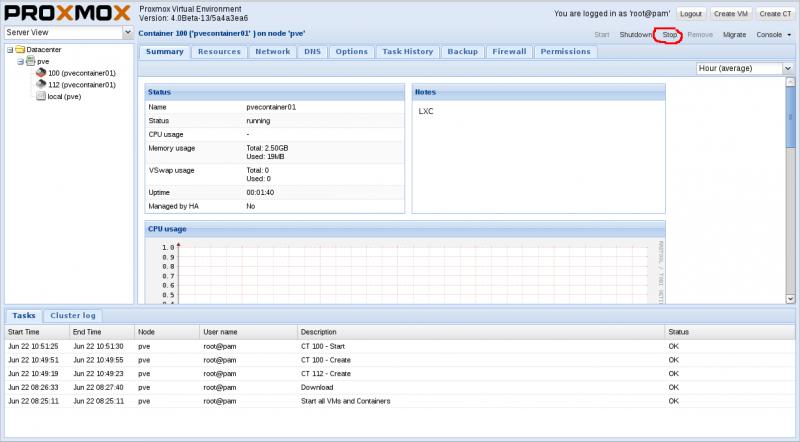 PROXMOX
Proxmox Virtual Environment
Version: 4.0Beta-13/5a4a3ea6
You are logged in as 'root@pam'
Logout
Create VM
Create CT
Server View
Container 100 ('pvecontainer01' ) on node 'pve'
Start
Shutdown
Stop
Remove
Migrate
Console
Datacenter
pve
100 (pvecontainer01)
112 (pvecontainer01)
local (pve)
Summary
Resources
Network
DNS
Options
Task History
Backup
Firewall
Permissions
Hour (average)
Status
Name pvecontainer01
Status running
CPU usage -
Memory usage Total: 2.50GB
Used: 19MB
VSwap usage Total: 0
Used: 0
Uptime 00:01:40
Managed by HA No
Notes
LXC
CPU usage
1.0
0.9
0.8
0.7
0.6
0.5
0.4
Tasks
Cluster log
Start Time End Time Node User name Description Status
Jun 22 10:51:25 Jun 22 10:51:30 pve root@pam CT 100 - Start OK
Jun 22 10:49:51 Jun 22 10:49:55 pve root@pam CT 100 - Create OK
Jun 22 10:49:19 Jun 22 10:49:23 pve root@pam CT 112 - Create OK
Jun 22 08:26:33 Jun 22 08:27:40 pve root@pam Download OK
Jun 22 08:25:11 Jun 22 08:25:11 pve root@pam Start all VMs and Containers OK